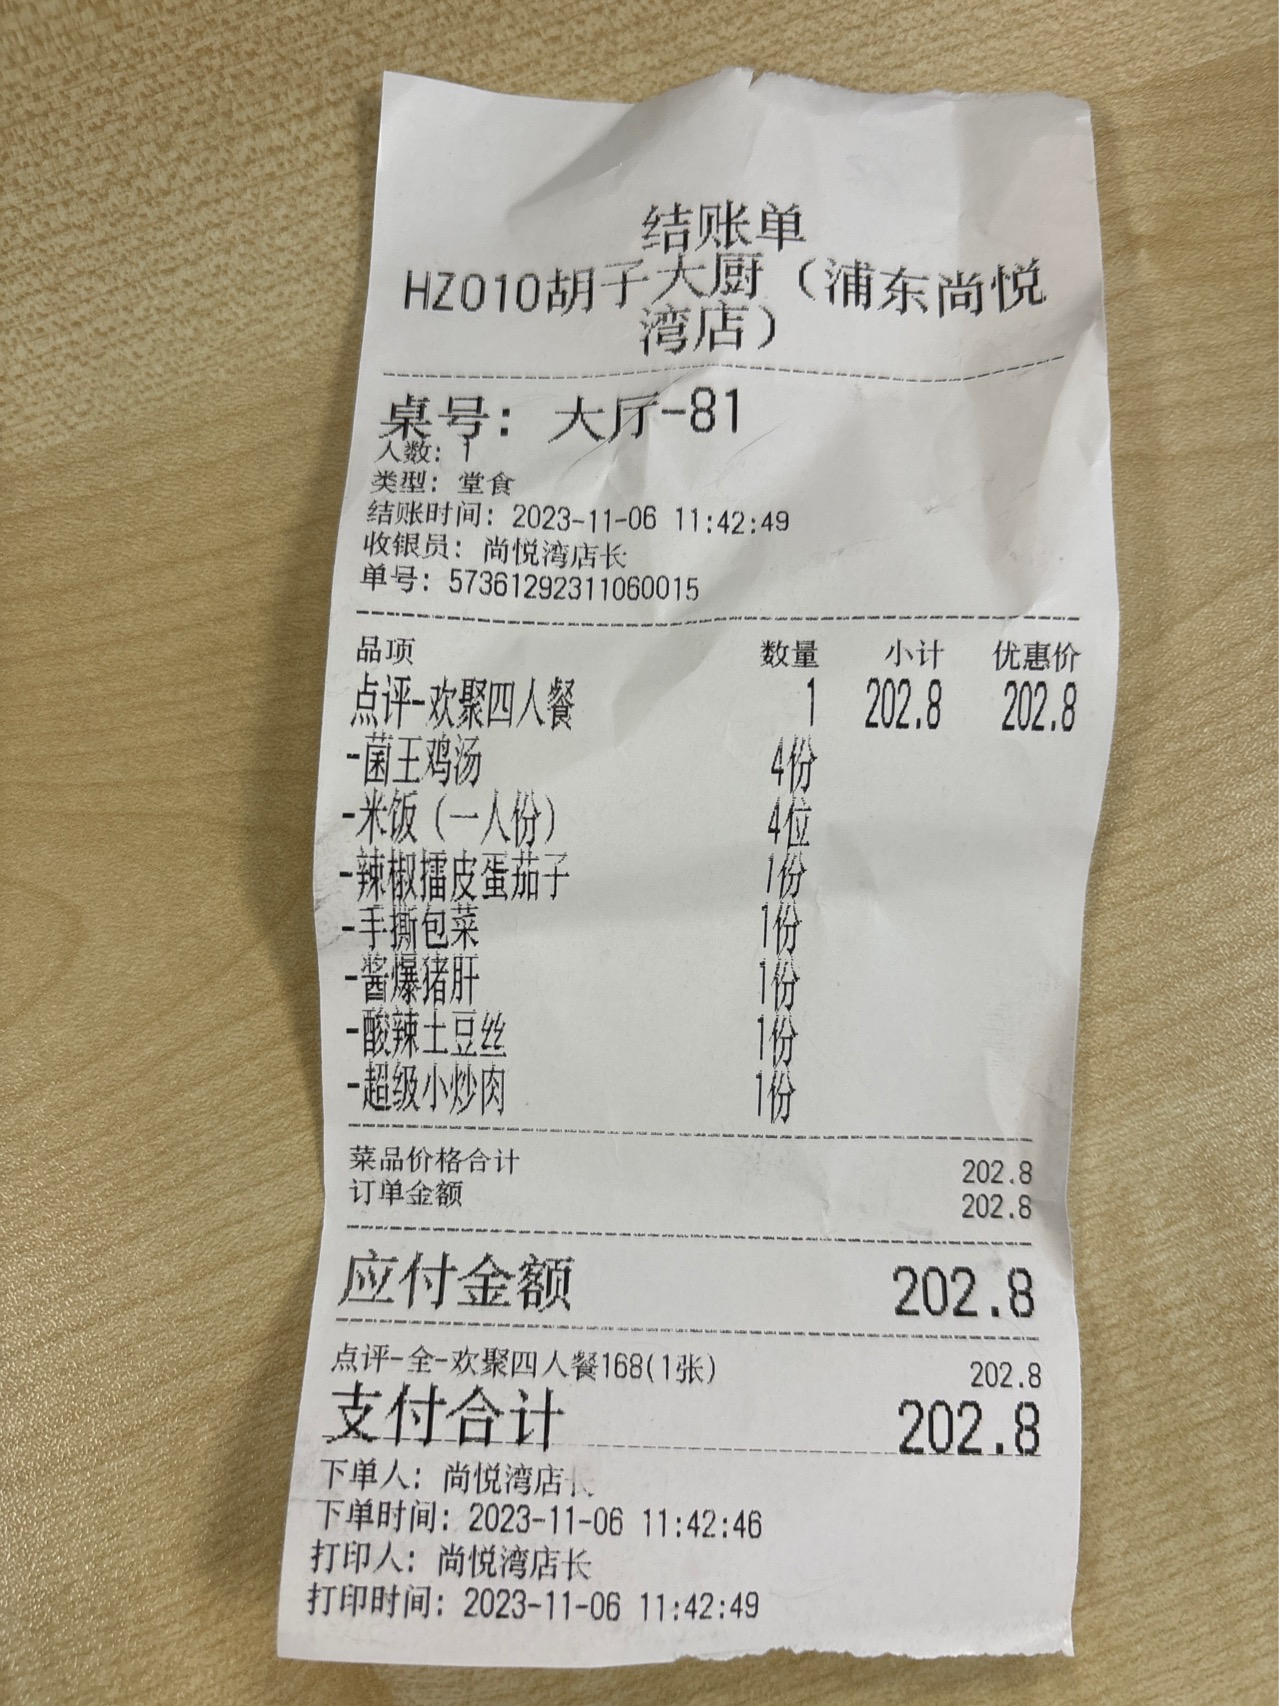 结账单
HZ010胡子大厨（浦东尚悦
湾店）
桌号：大厅-81
人数：1
类型：堂食
结账时间：2023-11-06 11:42:49
收银员：尚悦湾店长
单号：57361292311060015
品项 数量 小计 优惠价
点评-欢聚四人餐 1 202.8 202.8
-菌王鸡汤 4份
-米饭（一人份） 4位
-辣椒擂皮蛋茄子 1份
-手撕包菜 1份
-酱爆猪肝 1份
-酸辣土豆丝 1份
-超级小炒肉 1份
菜品价格合计 202.8
订单金额 202.8
应付金额 202.8
点评-全-欢聚四人餐168(1张) 202.8
支付合计 202.8
下单人：尚悦湾店长
下单时间：2023-11-06 11:42:46
打印人：尚悦湾店长
打印时间：2023-11-06 11:42:49